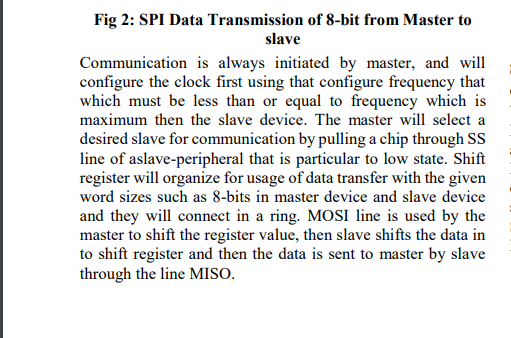 Fig 2: SPI Data Transmission of 8-bit from Master to
slave
Communication is always initiated by master, and will
configure the clock first using that configure frequency that
which must be less than or equal to frequency which is
maximum then the slave device. The master will select a
desired slave for communication by pulling a chip through SS
line of aslave-peripheral that is particular to low state. Shift
register will organize for usage of data transfer with the given
word sizes such as 8-bits in master device and slave device
and they will connect in a ring. MOSI line is used by the
master to shift the register value, then slave shifts the data in
to shift register and then the data is sent to master by slave
through the line MISO.